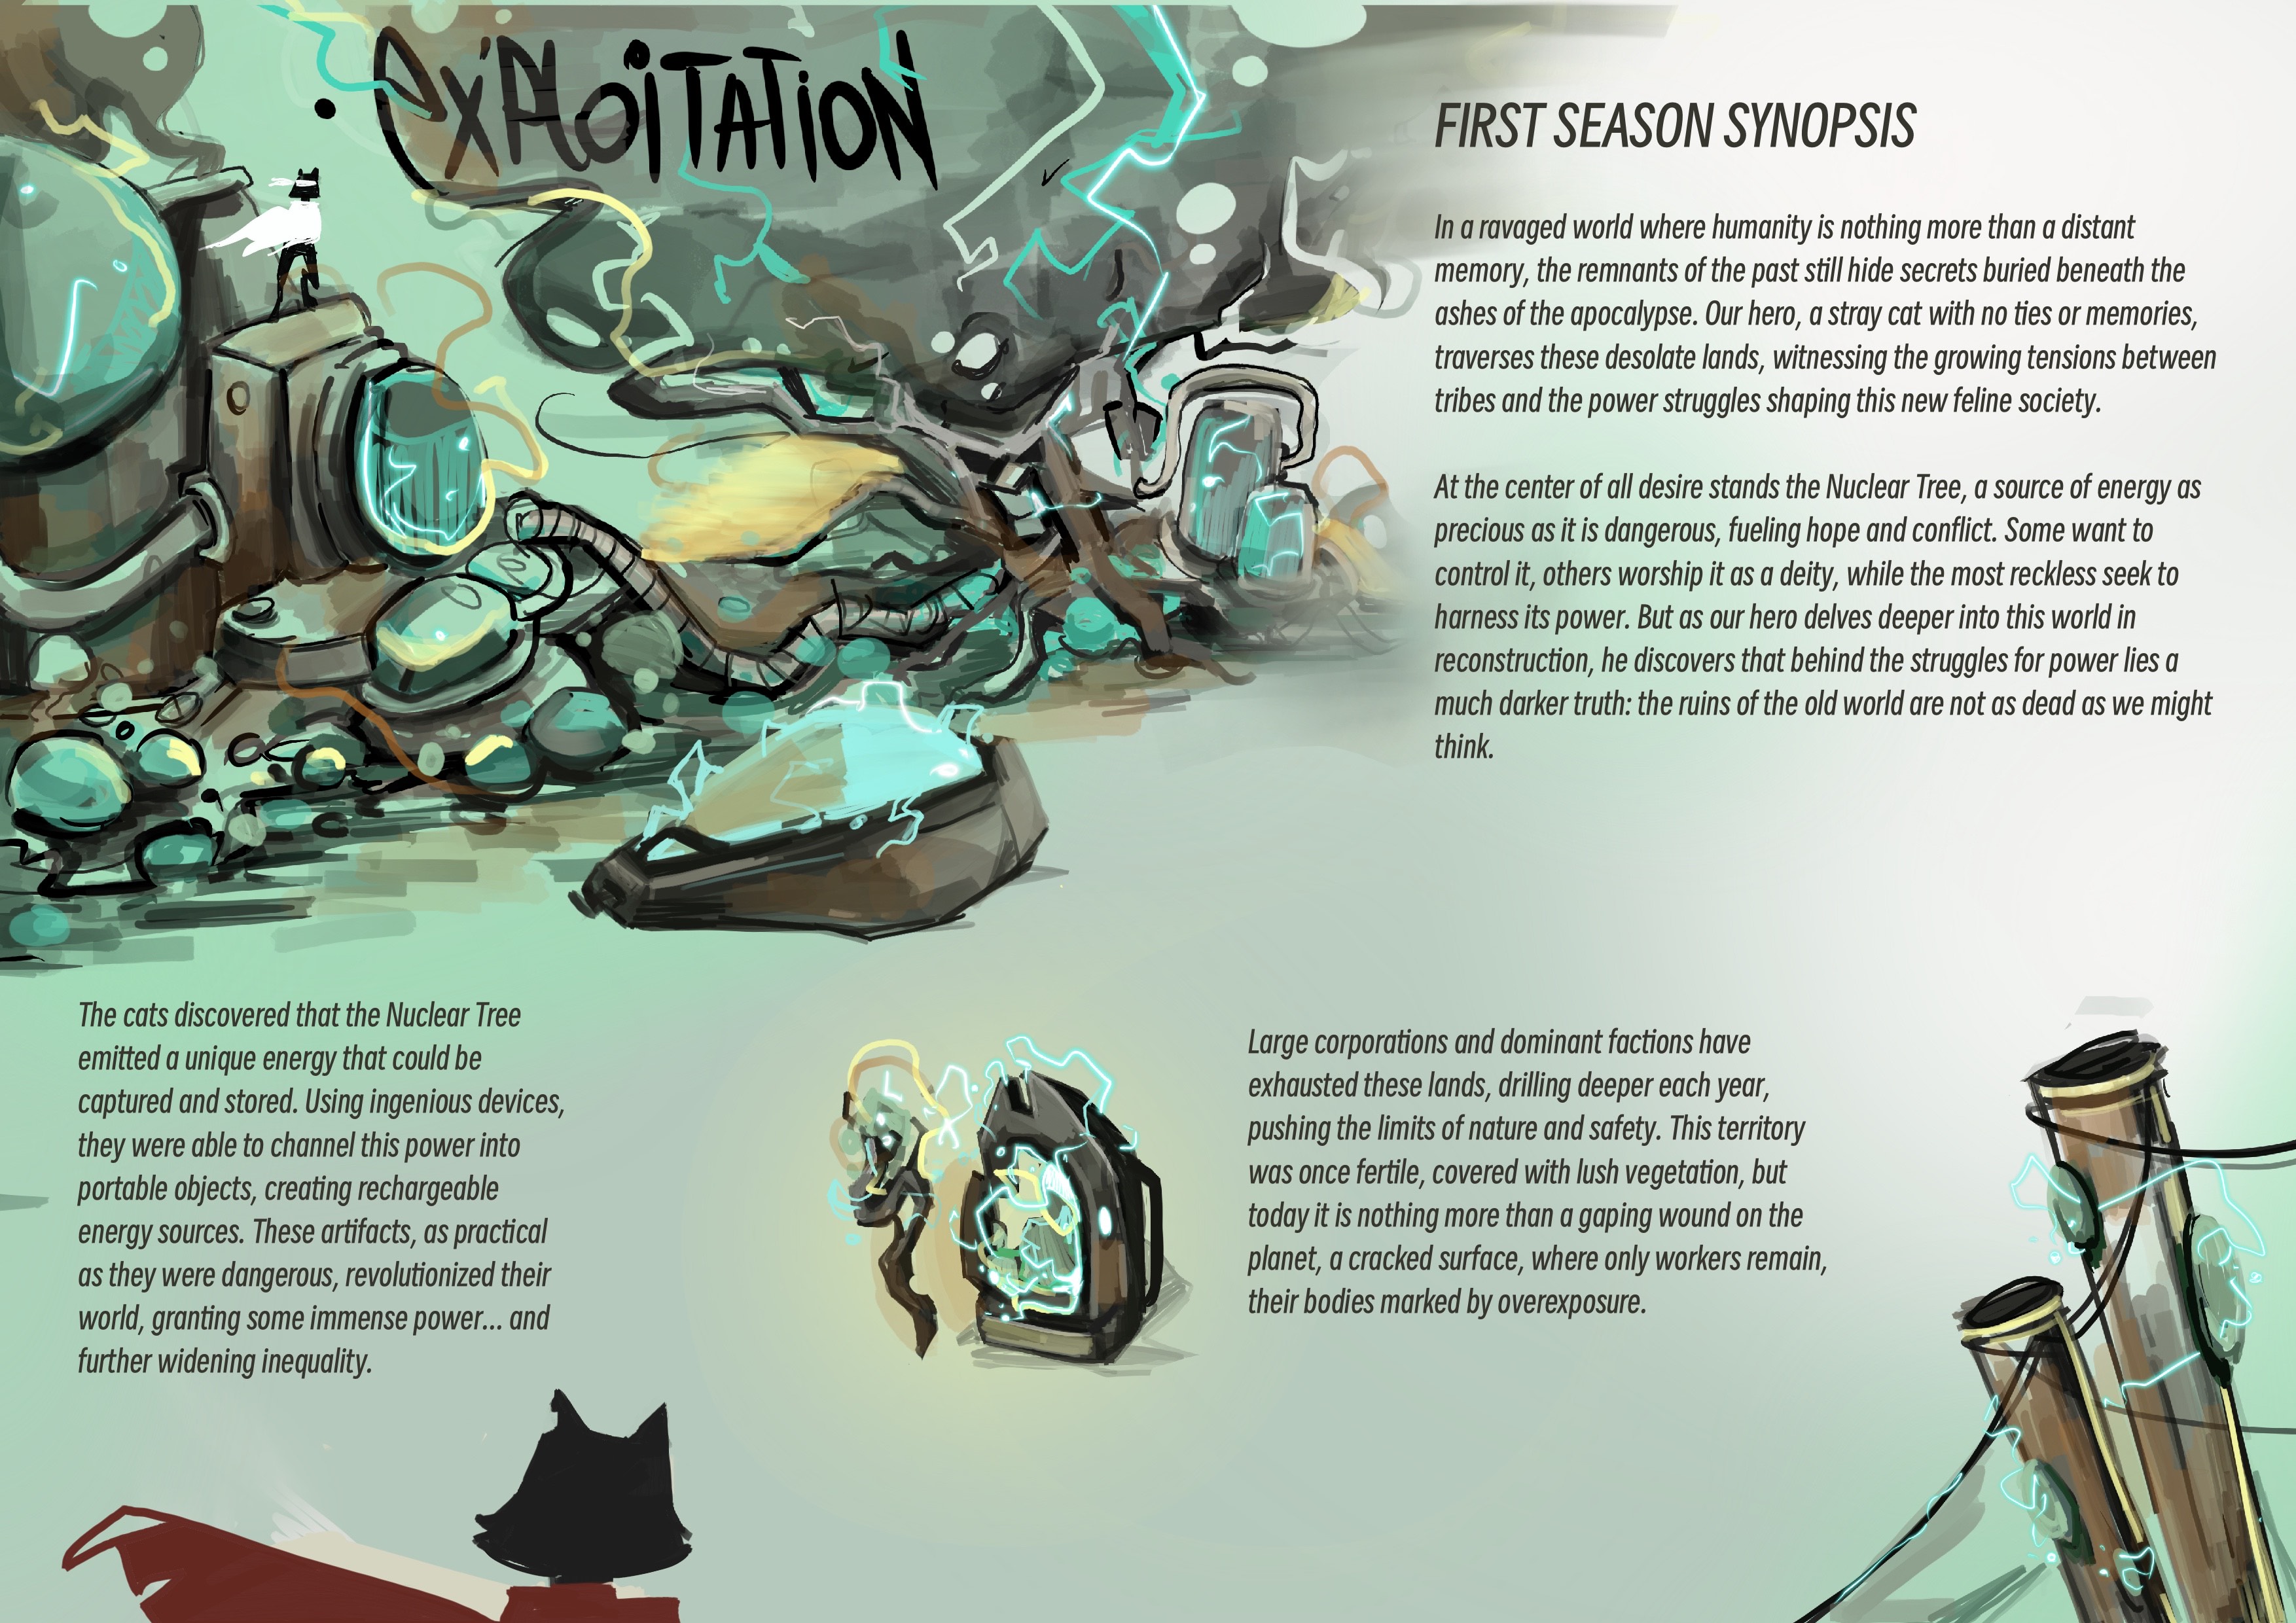 EXPLOITATION
FIRST SEASON SYNOPSIS
In a ravaged world where humanity is nothing more than a distant
memory, the remnants of the past still hide secrets buried beneath the
ashes of the apocalypse. Our hero, a stray cat with no ties or memories,
traverses these desolate lands, witnessing the growing tensions between
tribes and the power struggles shaping this new feline society.
At the center of all desire stands the Nuclear Tree, a source of energy as
precious as it is dangerous, fueling hope and conflict. Some want to
control it, others worship it as a deity, while the most reckless seek to
harness its power. But as our hero delves deeper into this world in
reconstruction, he discovers that behind the struggles for power lies a
much darker truth: the ruins of the old world are not as dead as we might
think.
The cats discovered that the Nuclear Tree
emitted a unique energy that could be
captured and stored. Using ingenious devices,
they were able to channel this power into
portable objects, creating rechargeable
energy sources. These artifacts, as practical
as they were dangerous, revolutionized their
world, granting some immense power... and
further widening inequality.
Large corporations and dominant factions have
exhausted these lands, drilling deeper each year,
pushing the limits of nature and safety. This territory
was once fertile, covered with lush vegetation, but
today it is nothing more than a gaping wound on the
planet, a cracked surface, where only workers remain,
their bodies marked by overexposure.